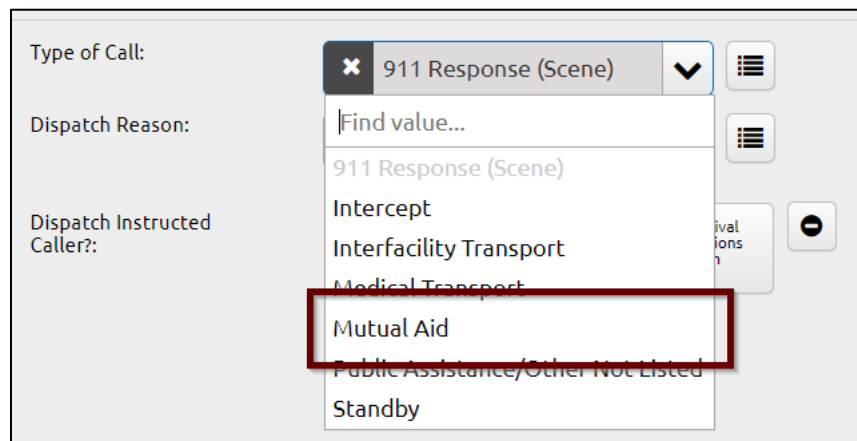 Type of Call:
911 Response (Scene)
Dispatch Reason:
Find value...
911 Response (Scene)
Intercept
Dispatch Instructed
Caller?:
Interfacility Transport
Medical Transport
Mutual Aid
Public Assistance/Other Not Listed
Standby